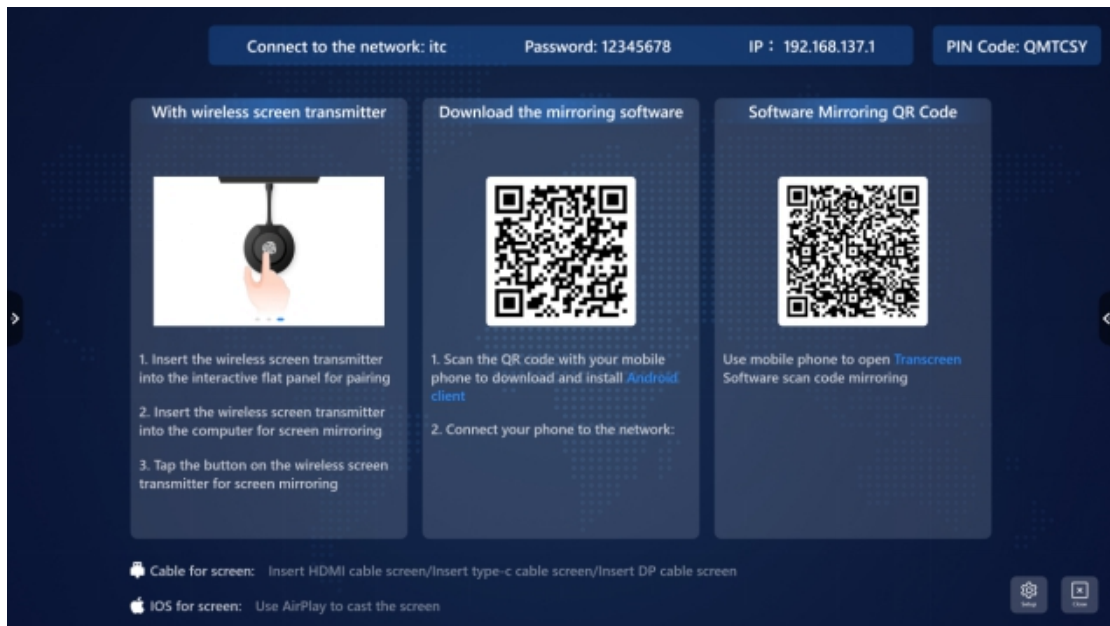 Connect to the network: itc Password: 12345678 IP： 192.168.137.1 PIN Code: QMTCSY
With wireless screen transmitter
1. Insert the wireless screen transmitter
into the interactive flat panel for pairing
2. Insert the wireless screen transmitter
into the computer for screen mirroring
3. Tap the button on the wireless screen
transmitter for screen mirroring
Download the mirroring software
1. Scan the QR code with your mobile
phone to download and install Android
client
2. Connect your phone to the network:
Software Mirroring QR Code
Use mobile phone to open Transcreen
Software scan code mirroring
Cable for screen: Insert HDMI cable screen/Insert type-c cable screen/Insert DP cable screen
IOS for screen: Use AirPlay to cast the screen
Setup
Close